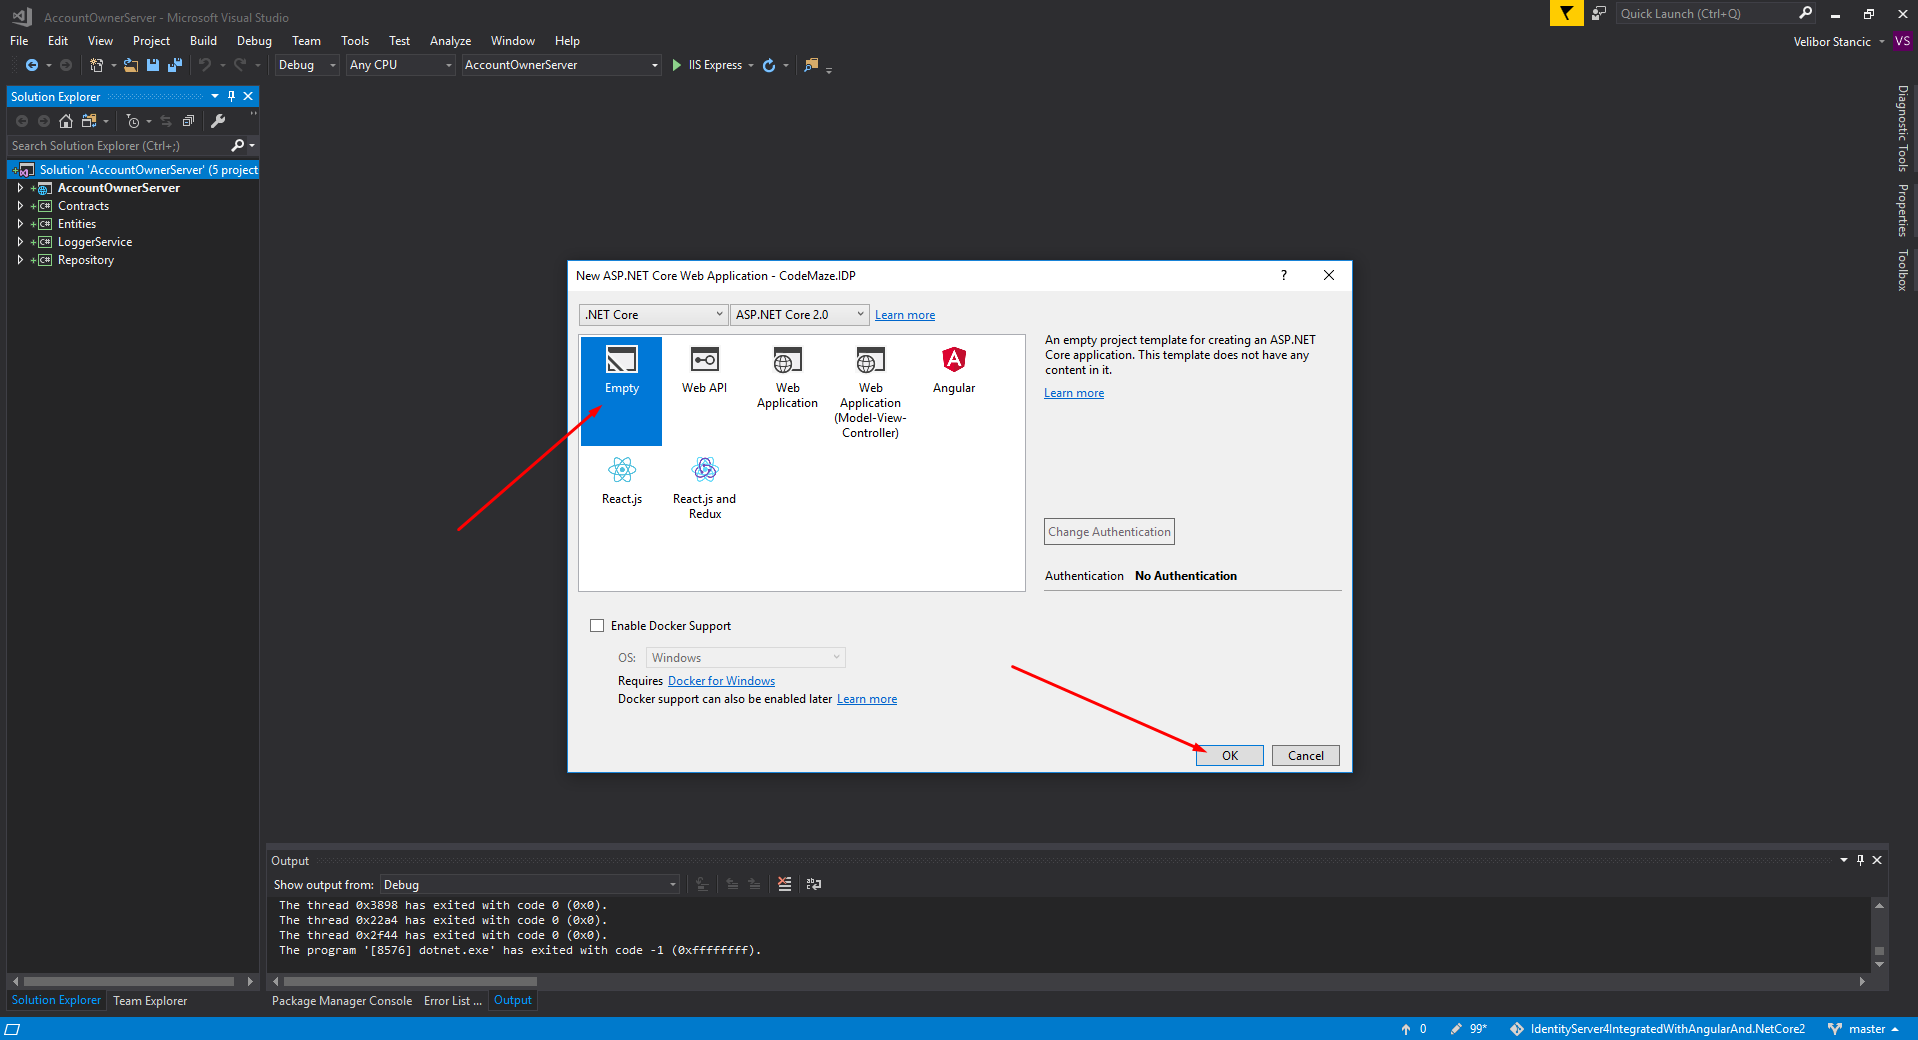 AccountOwnerServer - Microsoft Visual Studio
Quick Launch (Ctrl+Q)
File Edit View Project Build Debug Team Tools Test Analyze Window Help
Velibor Stancic VS
Debug Any CPU AccountOwnerServer IIS Express
Solution Explorer
Search Solution Explorer (Ctrl+;)
Solution 'AccountOwnerServer' (5 project
AccountOwnerServer
Contracts
Entities
LoggerService
Repository
Diagnostic Tools
Properties
Toolbox
New ASP.NET Core Web Application - CodeMaze.IDP
?
.NET Core ASP.NET Core 2.0 Learn more
Empty
Web API
Web
Application
Web
Application
(Model-View-
Controller)
Angular
React.js
React.js and
Redux
An empty project template for creating an ASP.NET
Core application. This template does not have any
content in it.
Learn more
Change Authentication
Authentication No Authentication
Enable Docker Support
OS: Windows
Requires Docker for Windows
Docker support can also be enabled later Learn more
OK Cancel
Output
Show output from: Debug
The thread 0x3898 has exited with code 0 (0x0).
The thread 0x22a4 has exited with code 0 (0x0).
The thread 0x2f44 has exited with code 0 (0x0).
The program '[8576] dotnet.exe' has exited with code -1 (0xffffffff).
Solution Explorer Team Explorer
Package Manager Console Error List ... Output
0 99* IdentityServer4IntegratedWithAngularAnd.NetCore2 master